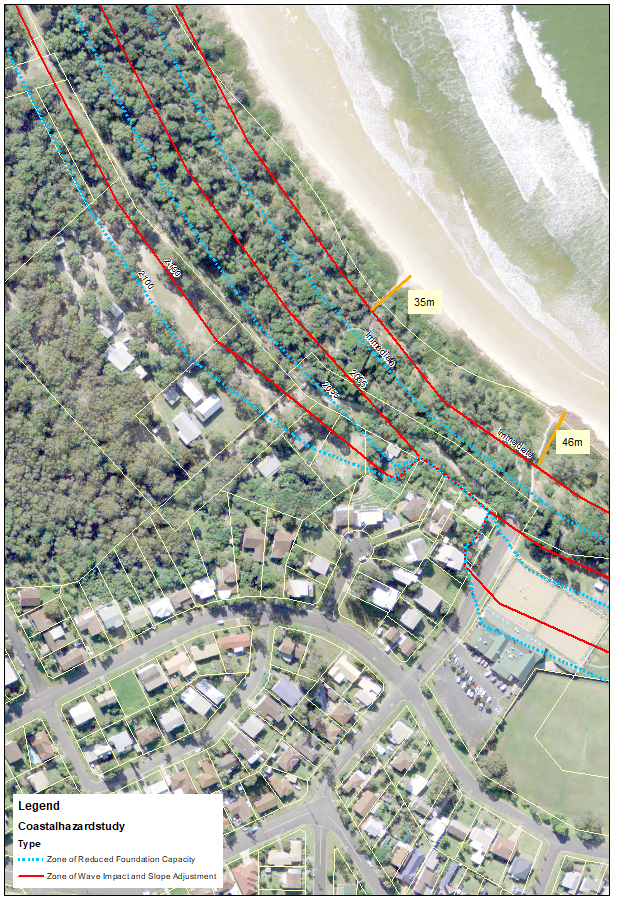 35m
Immediate
46m
Immediate
2100
2100
2050
2050
Legend
Coastalhazardstudy
Type
Zone of Reduced Foundation Capacity
Zone of Wave Impact and Slope Adjustment